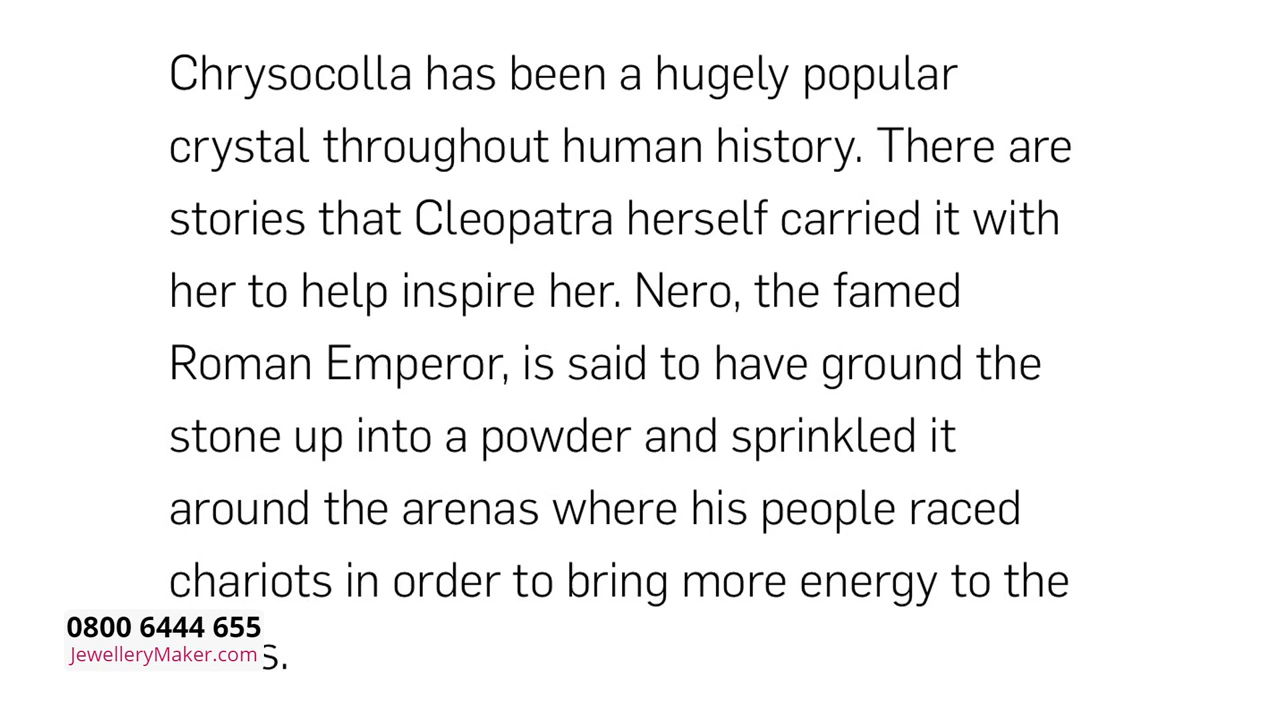 Chrysocolla has been a hugely popular
crystal throughout human history. There are
stories that Cleopatra herself carried it with
her to help inspire her. Nero, the famed
Roman Emperor, is said to have ground the
stone up into a powder and sprinkled it
around the arenas where his people raced
chariots in order to bring more energy to the
0800 6444 655
JewelleryMaker.com